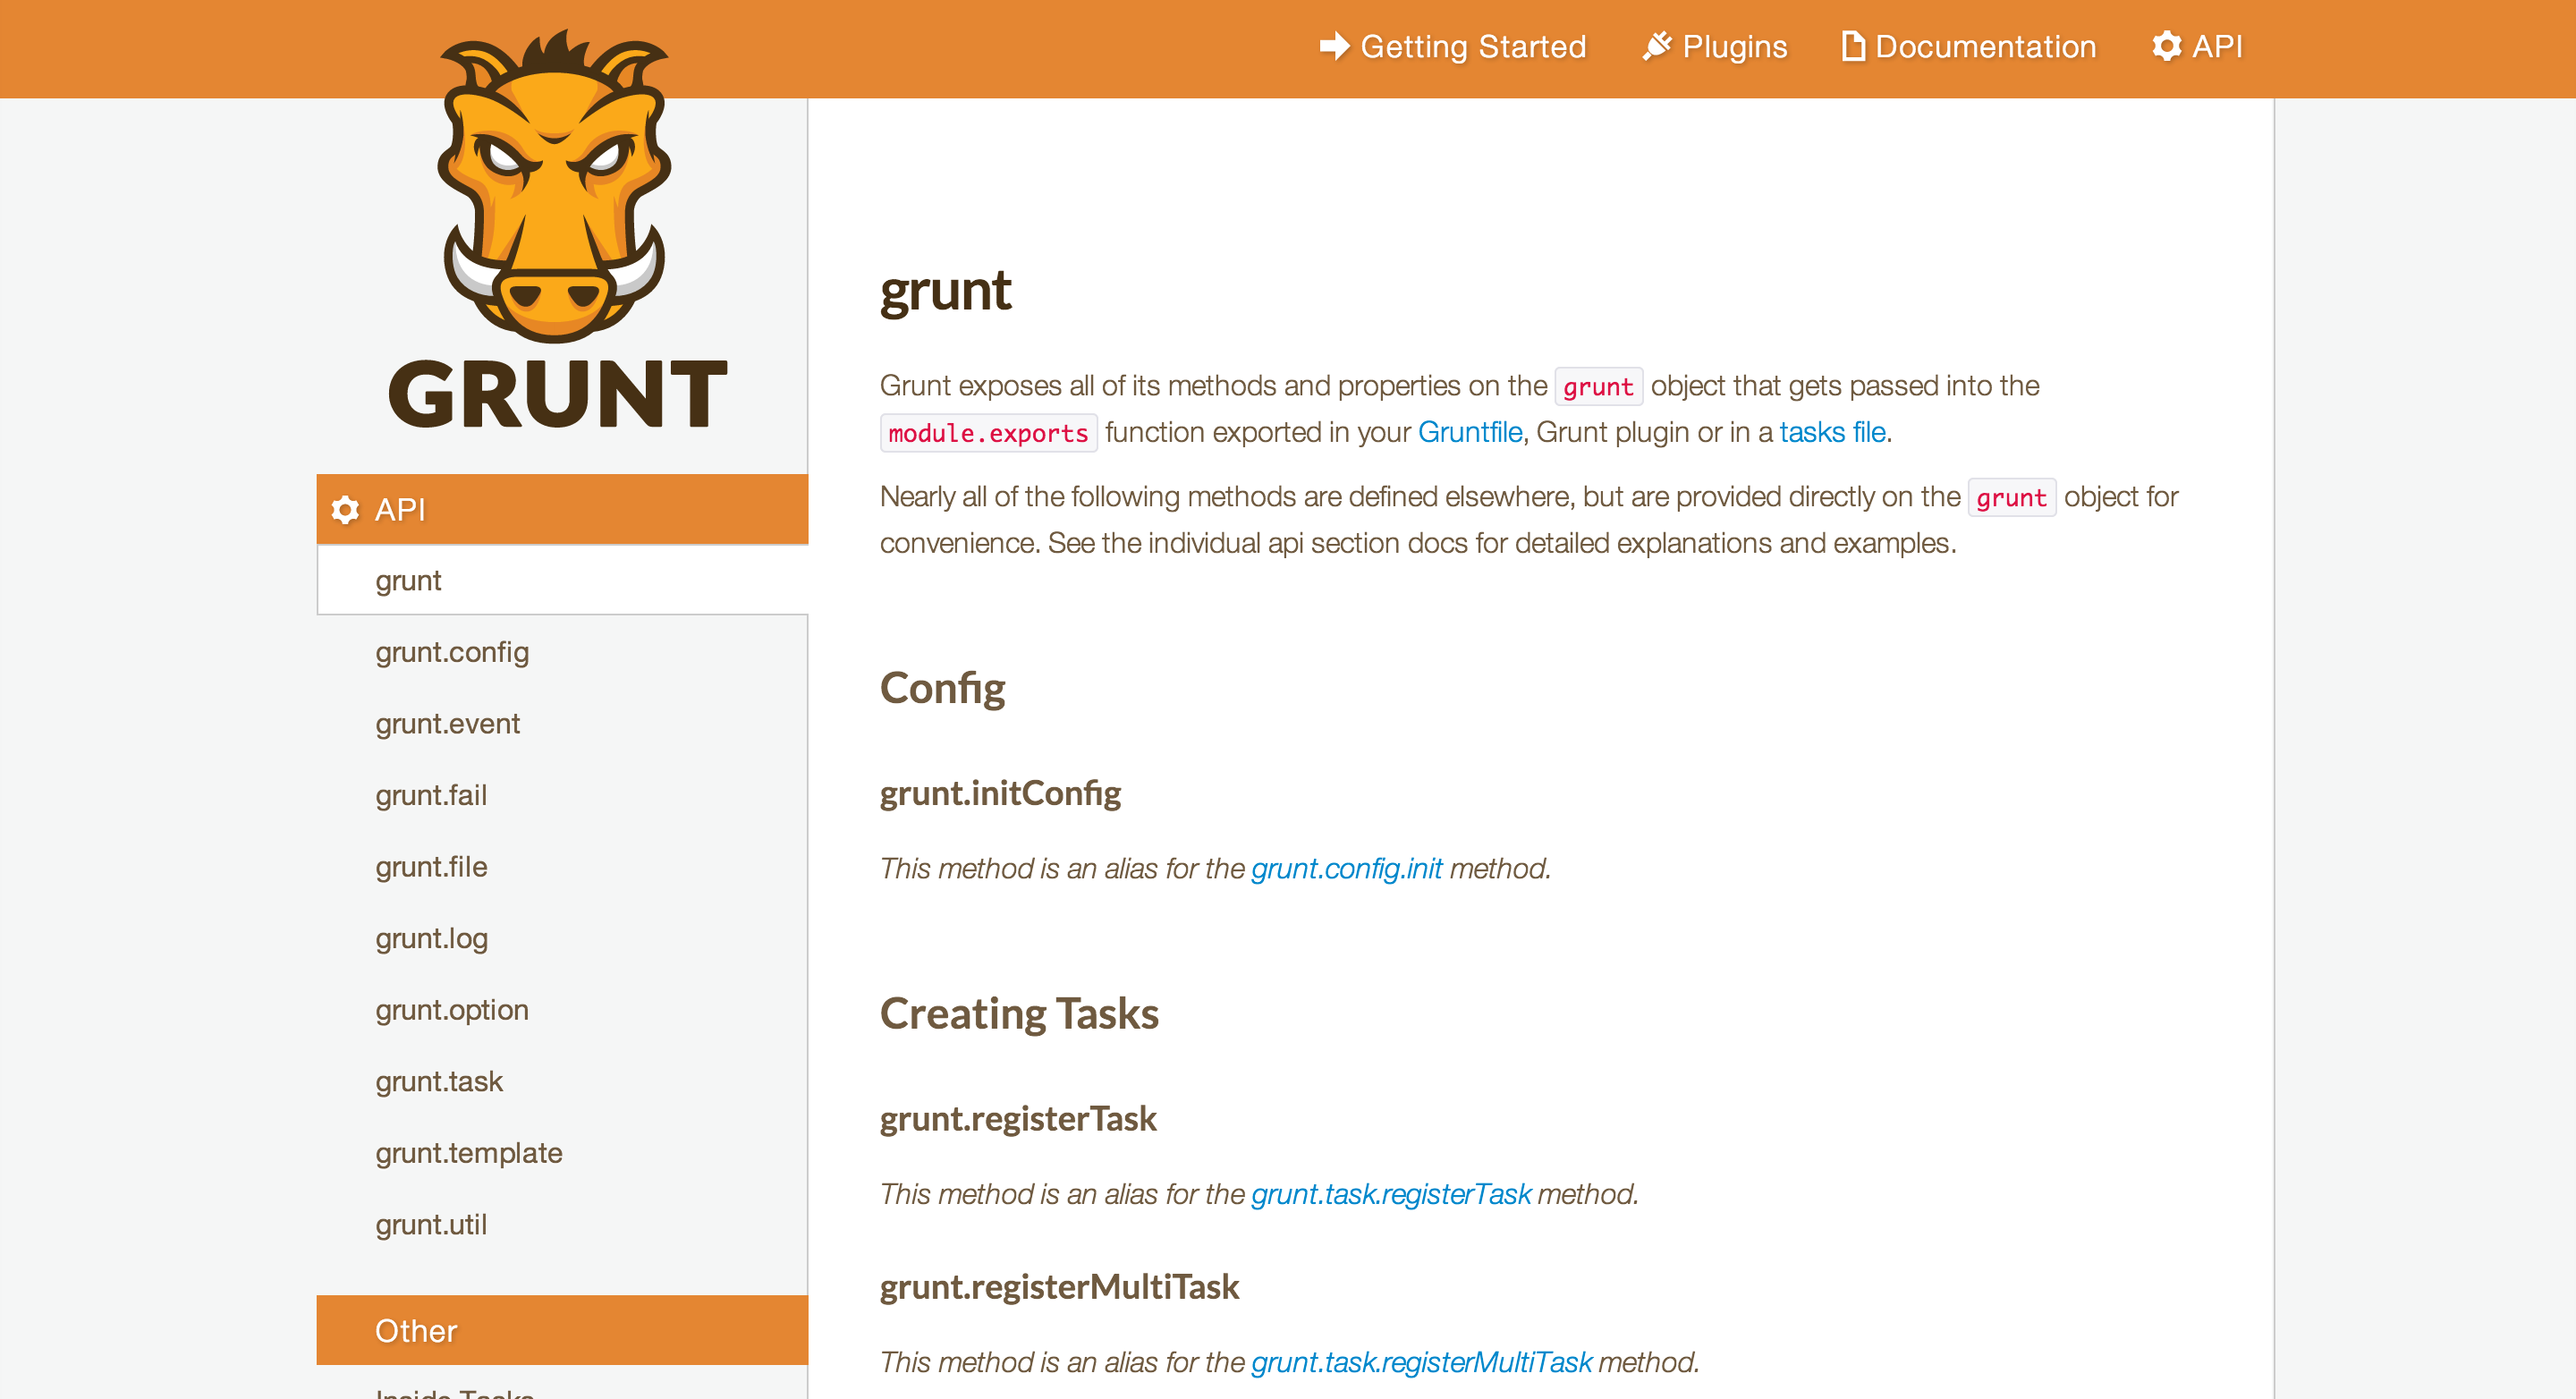 Getting Started
Plugins
Documentation
API
GRUNT
API
grunt
grunt.config
grunt.event
grunt.fail
grunt.file
grunt.log
grunt.option
grunt.task
grunt.template
grunt.util
Other
Inside Tasks
grunt
Grunt exposes all of its methods and properties on the grunt object that gets passed into the
module.exports function exported in your Gruntfile, Grunt plugin or in a tasks file.
Nearly all of the following methods are defined elsewhere, but are provided directly on the grunt object for
convenience. See the individual api section docs for detailed explanations and examples.
Config
grunt.initConfig
This method is an alias for the grunt.config.init method.
Creating Tasks
grunt.registerTask
This method is an alias for the grunt.task.registerTask method.
grunt.registerMultiTask
This method is an alias for the grunt.task.registerMultiTask method.